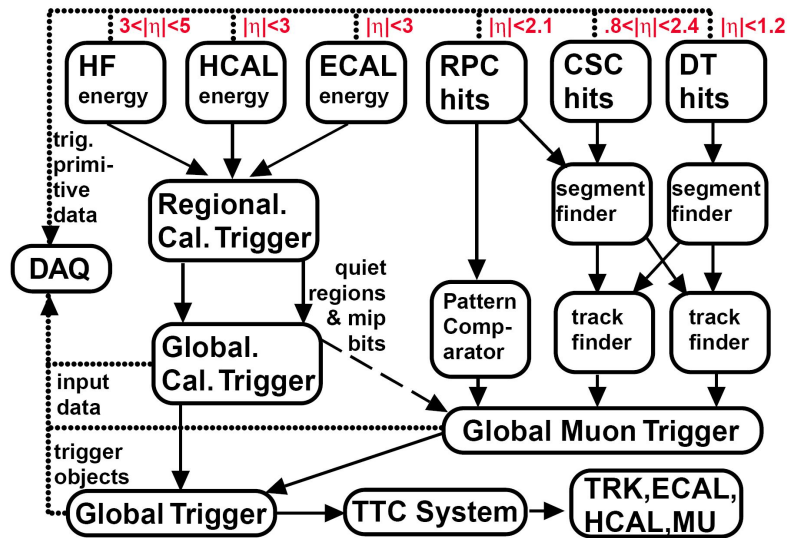 3<|η|<5
|η|<3
|η|<3
|η|<2.1
.8<|η|<2.4
|η|<1.2
HF
energy
HCAL
energy
ECAL
energy
RPC
hits
CSC
hits
DT
hits
trig.
primi-
tive
data
Regional.
Cal. Trigger
segment
finder
segment
finder
DAQ
quiet
regions
& mip
bits
Pattern
Comp-
arator
track
finder
track
finder
Global.
Cal. Trigger
input
data
Global Muon Trigger
trigger
objects
Global Trigger
TTC System
TRK,ECAL,
HCAL,MU